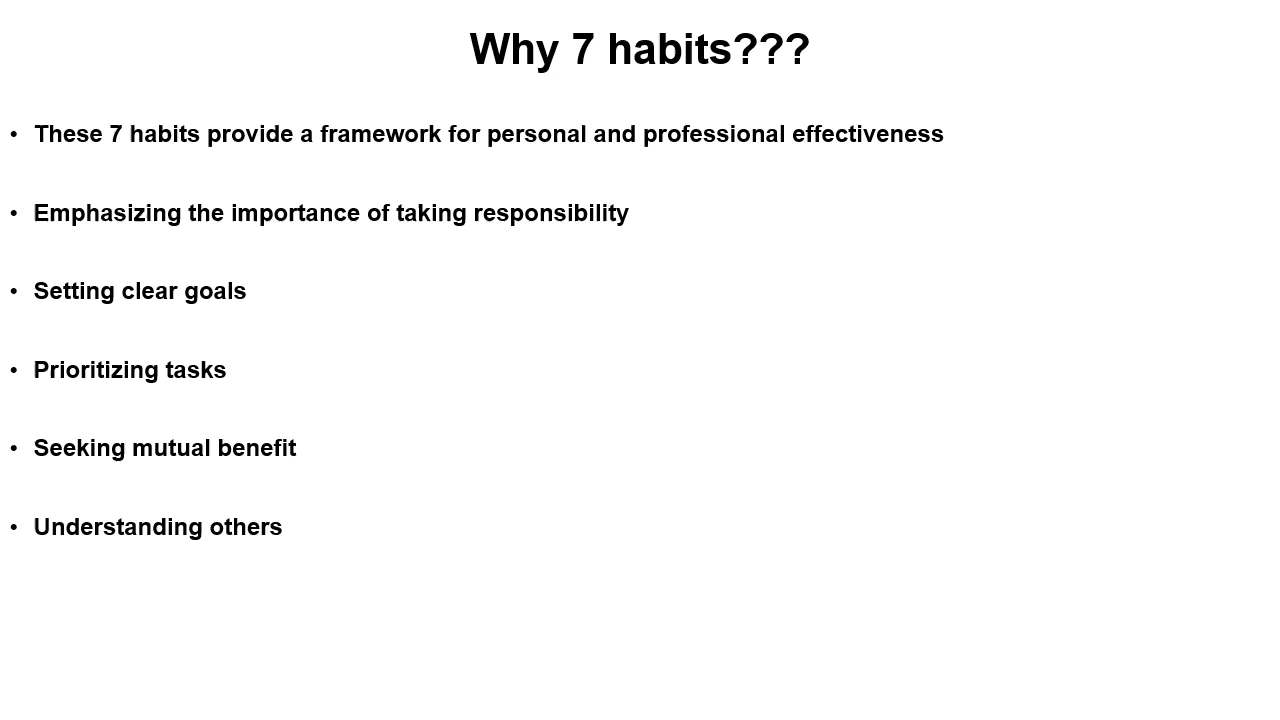 Why 7 habits???
• These 7 habits provide a framework for personal and professional effectiveness
• Emphasizing the importance of taking responsibility
• Setting clear goals
• Prioritizing tasks
• Seeking mutual benefit
• Understanding others